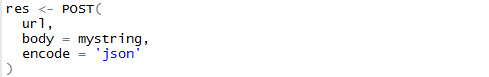 res <- POST(
  url,
  body = mystring,
  encode = 'json'
)